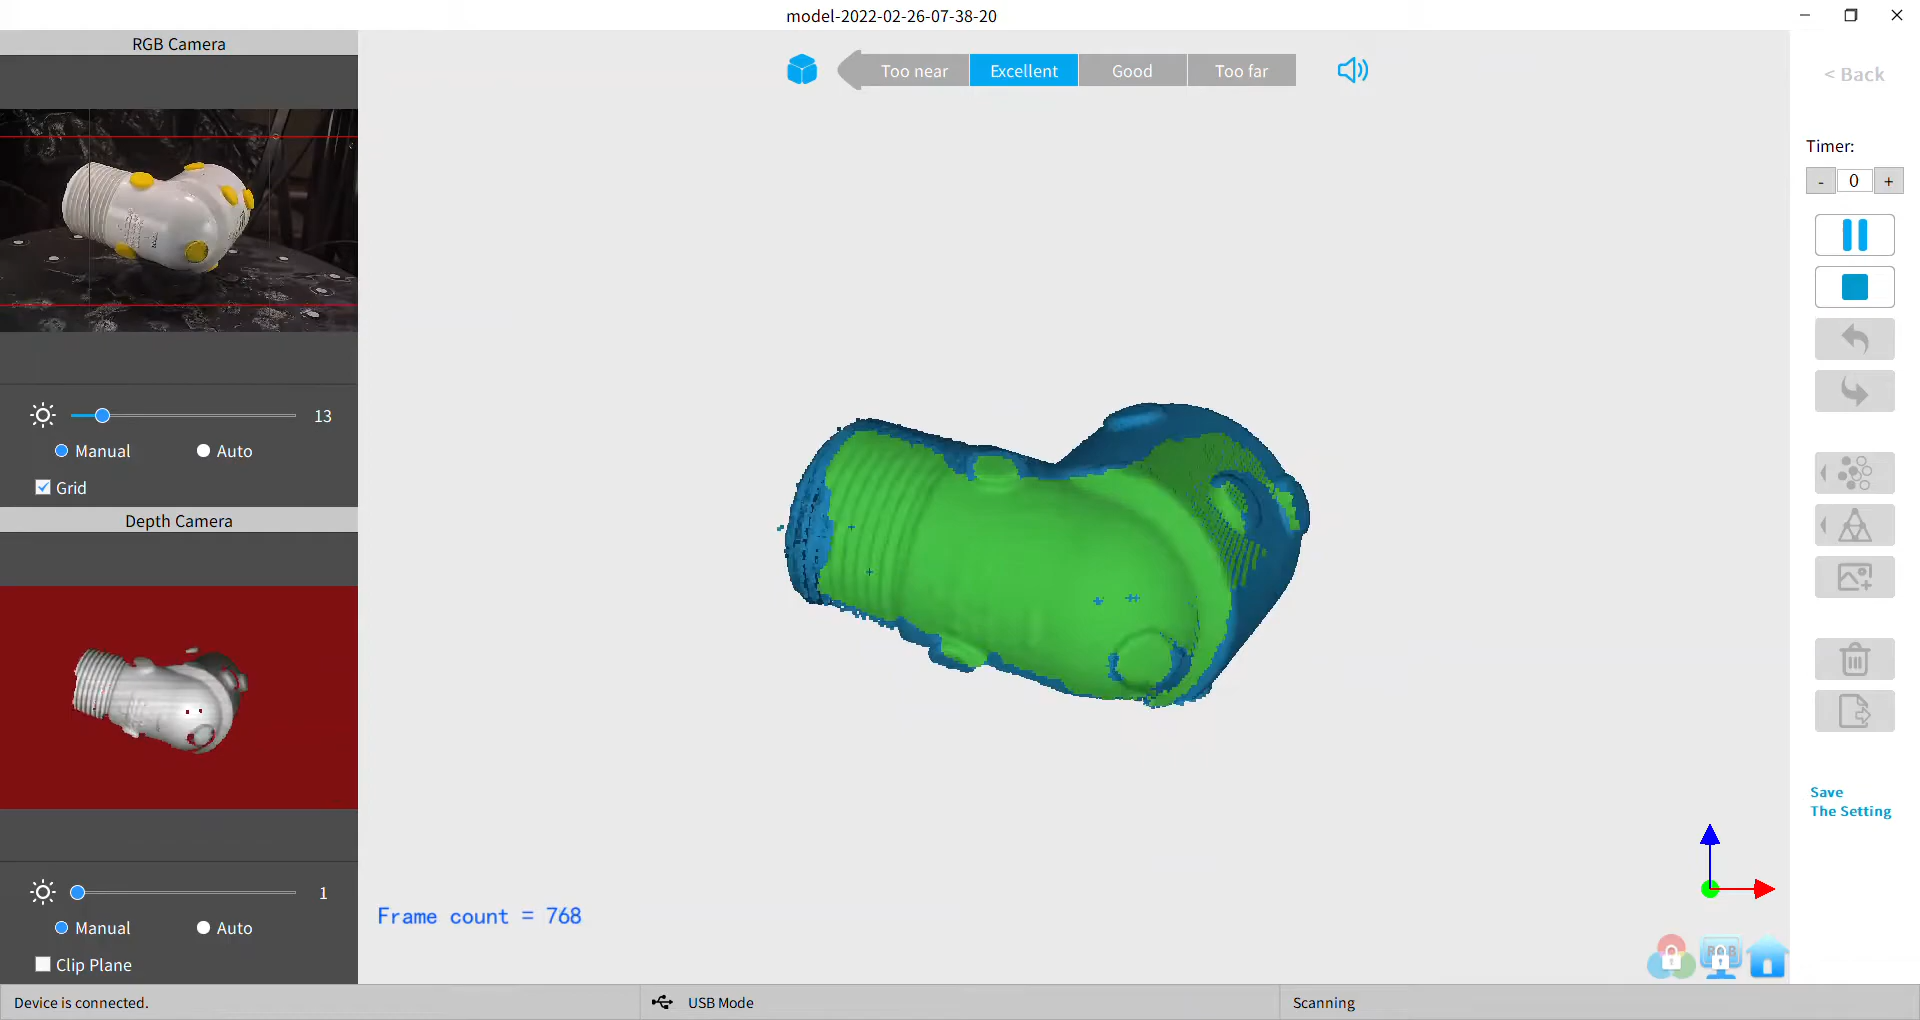 model-2022-02-26-07-38-20
RGB Camera
Too near
Excellent
Good
Too far
< Back
Timer:
- 0 +
13
Manual
Auto
Grid
Depth Camera
Save
The Setting
1
Manual
Auto
Clip Plane
Frame count = 768
RGB
Device is connected.
USB Mode
Scanning